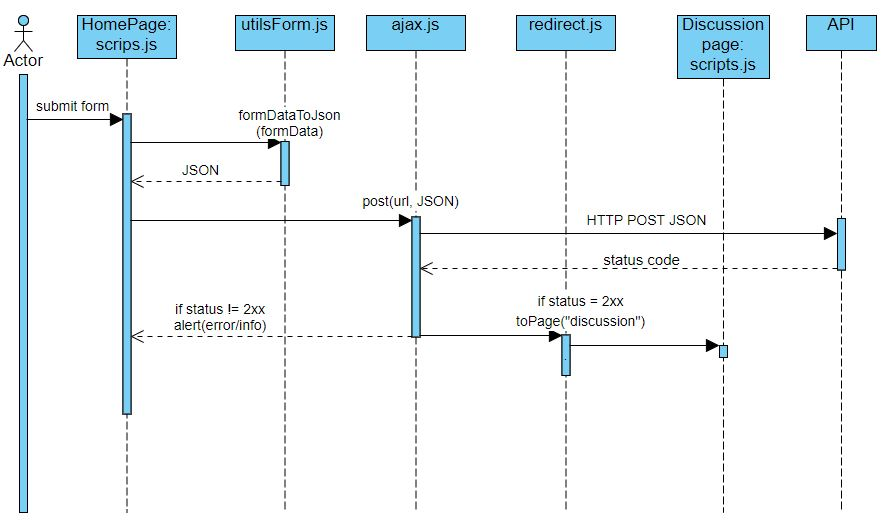 HomePage:
scrips.js
utilsForm.js
ajax.js
redirect.js
Discussion
page:
scripts.js
API
Actor
submit form
formDataToJson
(formData)
JSON
post(url, JSON)
HTTP POST JSON
status code
if status != 2xx
alert(error/info)
if status = 2xx
toPage("discussion")